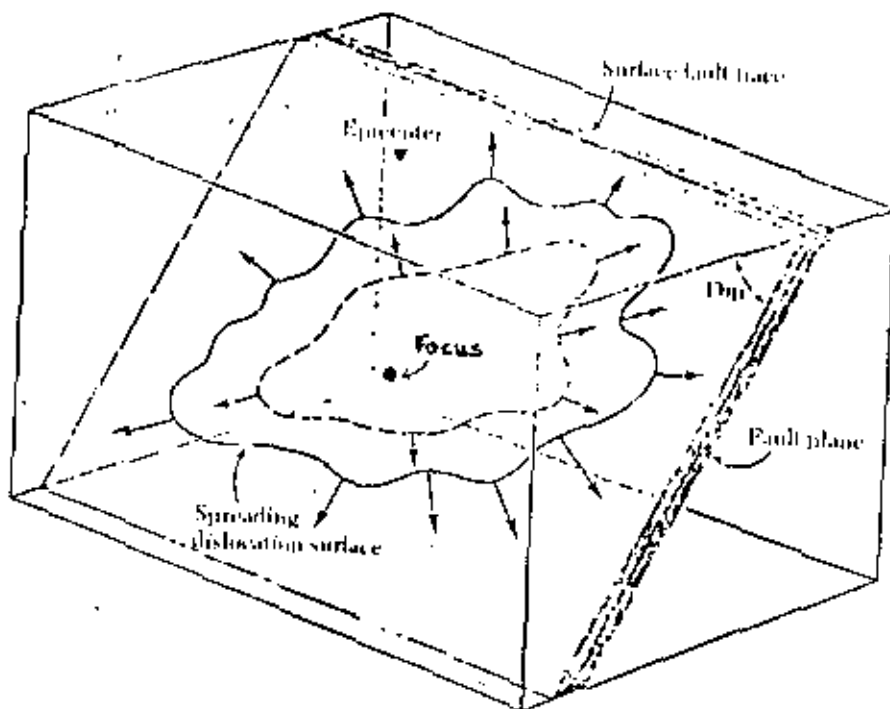 Surface fault trace
Epicenter
Dip
Focus
Fault plane
Spreading
dislocation surface